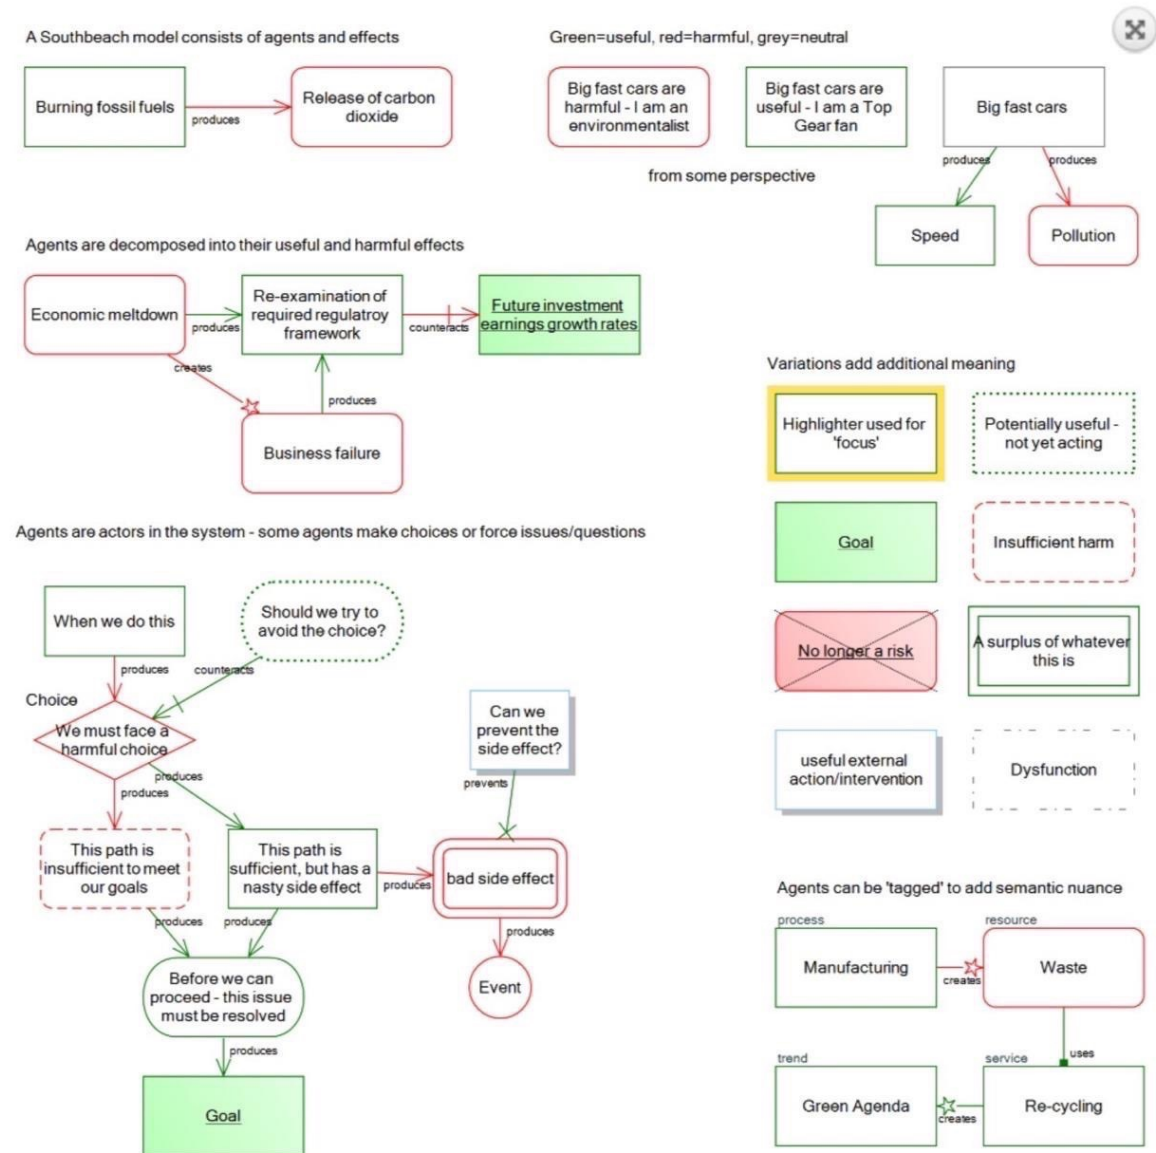 A Southbeach model consists of agents and effects
Burning fossil fuels
produces
Release of carbon
dioxide
Green=useful, red=harmful, grey=neutral
Big fast cars are
harmful - I am an
environmentalist
Big fast cars are
useful - I am a Top
Gear fan
Big fast cars
from some perspective
produces
produces
Speed
Pollution
Agents are decomposed into their useful and harmful effects
Economic meltdown
produces
Re-examination of
required regulatroy
framework
counteracts
Future investment
earnings growth rates
creates
produces
Business failure
Variations add additional meaning
Highlighter used for
'focus'
Potentially useful -
not yet acting
Goal
Insufficient harm
No longer a risk
A surplus of whatever
this is
useful external
action/intervention
Dysfunction
Agents are actors in the system - some agents make choices or force issues/questions
When we do this
Should we try to
avoid the choice?
produces
counteracts
Choice
We must face a
harmful choice
Can we
prevent the
side effect?
produces
produces
prevents
This path is
insufficient to meet
our goals
This path is
sufficient, but has a
nasty side effect
produces
bad side effect
produces
produces
produces
Before we can
proceed - this issue
must be resolved
Event
produces
Goal
Agents can be 'tagged' to add semantic nuance
process
Manufacturing
creates
resource
Waste
uses
trend
Green Agenda
creates
service
Re-cycling